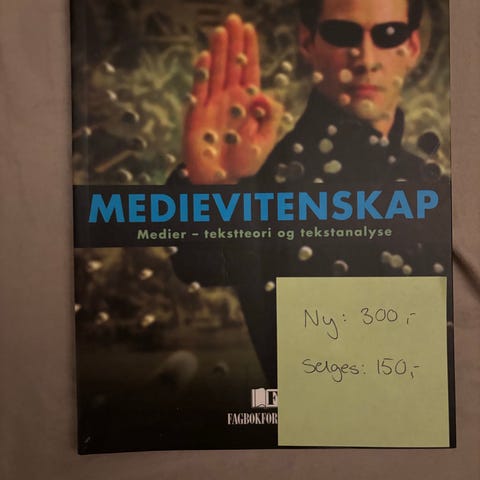 MEDIEVITENSKAP
Medier – tekstteori og tekstanalyse
Ny: 300,-
Selges: 150,-
F